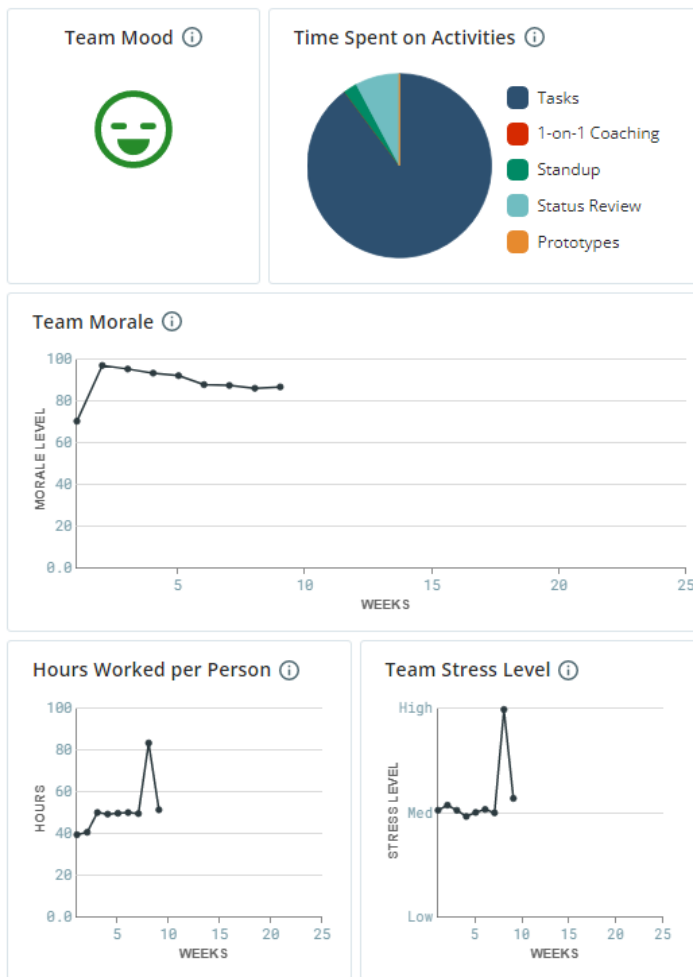 Team Mood
Time Spent on Activities
Tasks
1-on-1 Coaching
Standup
Status Review
Prototypes
Team Morale
MORALE LEVEL
100
80
60
40
20
0.0
5
10
15
20
25
WEEKS
Hours Worked per Person
HOURS
100
80
60
40
20
0.0
5
10
15
20
25
WEEKS
Team Stress Level
STRESS LEVEL
High
Med
Low
5
10
15
20
25
WEEKS